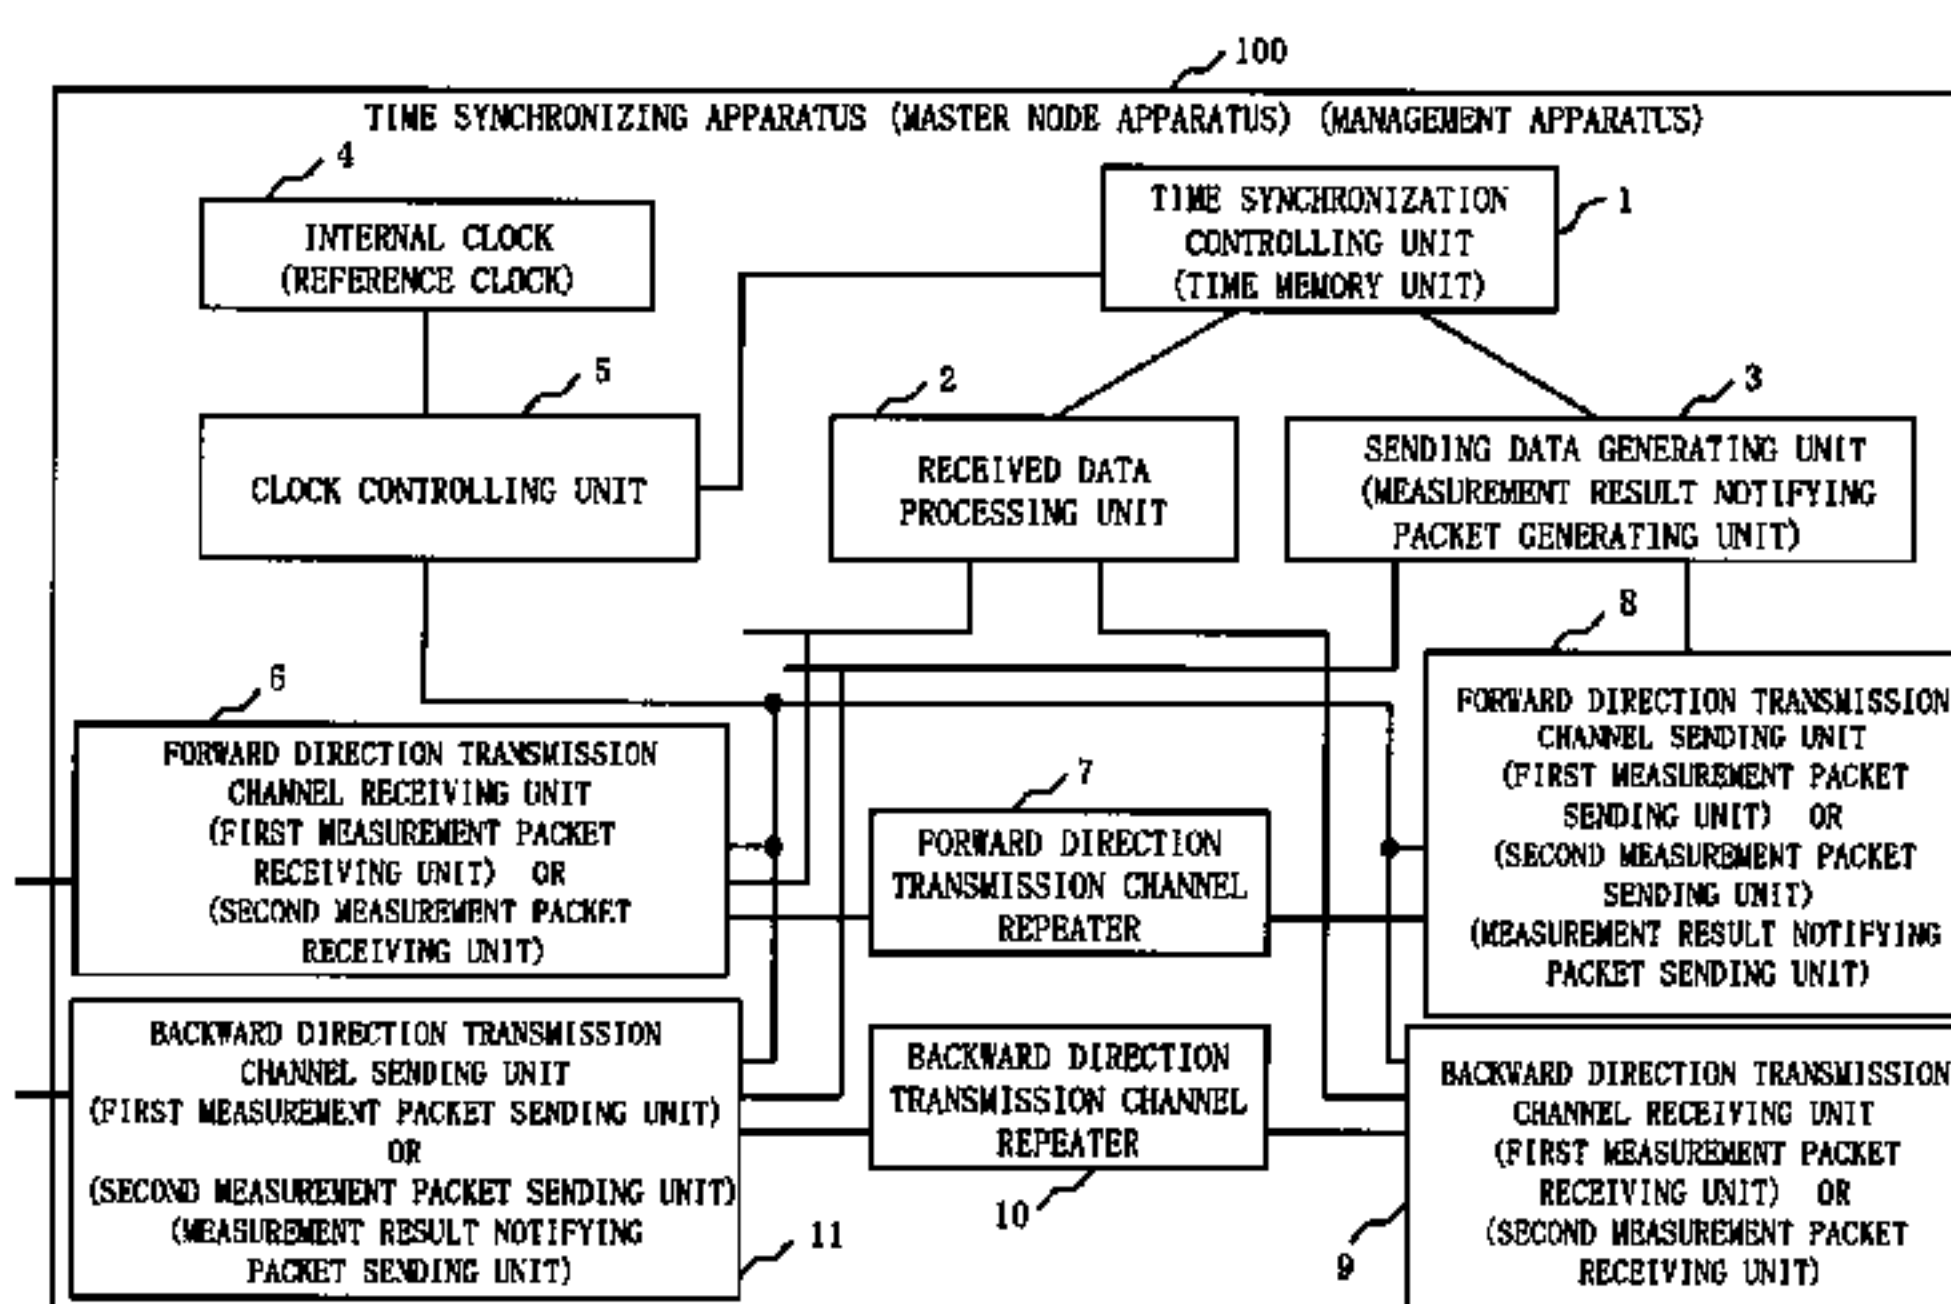 100
TIME SYNCHRONIZING APPARATUS (MASTER NODE APPARATUS) (MANAGEMENT APPARATUS)
4
INTERNAL CLOCK
(REFERENCE CLOCK)
1
TIME SYNCHRONIZATION
CONTROLLING UNIT
(TIME MEMORY UNIT)
5
CLOCK CONTROLLING UNIT
2
RECEIVED DATA
PROCESSING UNIT
3
SENDING DATA GENERATING UNIT
(MEASUREMENT RESULT NOTIFYING
PACKET GENERATING UNIT)
6
FORWARD DIRECTION TRANSMISSION
CHANNEL RECEIVING UNIT
(FIRST MEASUREMENT PACKET
RECEIVING UNIT) OR
(SECOND MEASUREMENT PACKET
RECEIVING UNIT)
7
FORWARD DIRECTION
TRANSMISSION CHANNEL
REPEATER
8
FORWARD DIRECTION TRANSMISSION
CHANNEL SENDING UNIT
(FIRST MEASUREMENT PACKET
SENDING UNIT) OR
(SECOND MEASUREMENT PACKET
SENDING UNIT)
(MEASUREMENT RESULT NOTIFYING
PACKET SENDING UNIT)
BACKWARD DIRECTION TRANSMISSION
CHANNEL SENDING UNIT
(FIRST MEASUREMENT PACKET SENDING UNIT)
OR
(SECOND MEASUREMENT PACKET SENDING UNIT)
(MEASUREMENT RESULT NOTIFYING
PACKET SENDING UNIT)
11
BACKWARD DIRECTION
TRANSMISSION CHANNEL
REPEATER
10
BACKWARD DIRECTION TRANSMISSION
CHANNEL RECEIVING UNIT
(FIRST MEASUREMENT PACKET
RECEIVING UNIT) OR
(SECOND MEASUREMENT PACKET
RECEIVING UNIT)
9